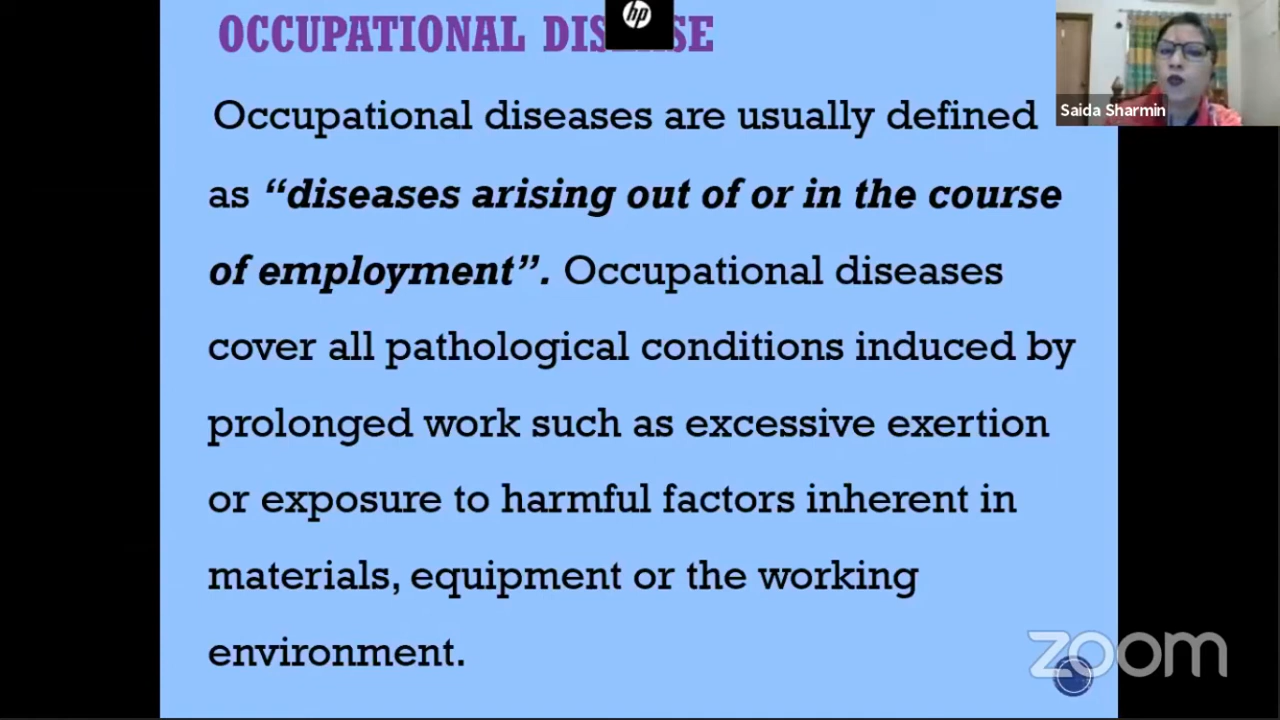 OCCUPATIONAL DISEASE
hp
Saida Sharmin
Occupational diseases are usually defined
as “diseases arising out of or in the course
of employment”. Occupational diseases
cover all pathological conditions induced by
prolonged work such as excessive exertion
or exposure to harmful factors inherent in
materials, equipment or the working
environment.
zoom